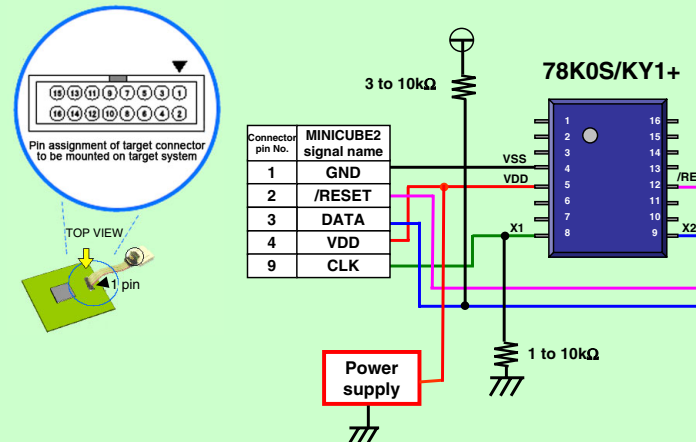 15 13 11 9 7 5 3 1
16 14 12 10 8 6 4 2
Pin assignment of target connector
to be mounted on target system
TOP VIEW
1 pin
Connector pin No.
MINICUBE2 signal name
1 GND
2 /RESET
3 DATA
4 VDD
9 CLK
3 to 10kΩ
78K0S/KY1+
VSS
VDD
X1
1 16
2 15
3 14
4 13
5 12
6 11
7 10
8 9
/RE
X2
1 to 10kΩ
Power
supply